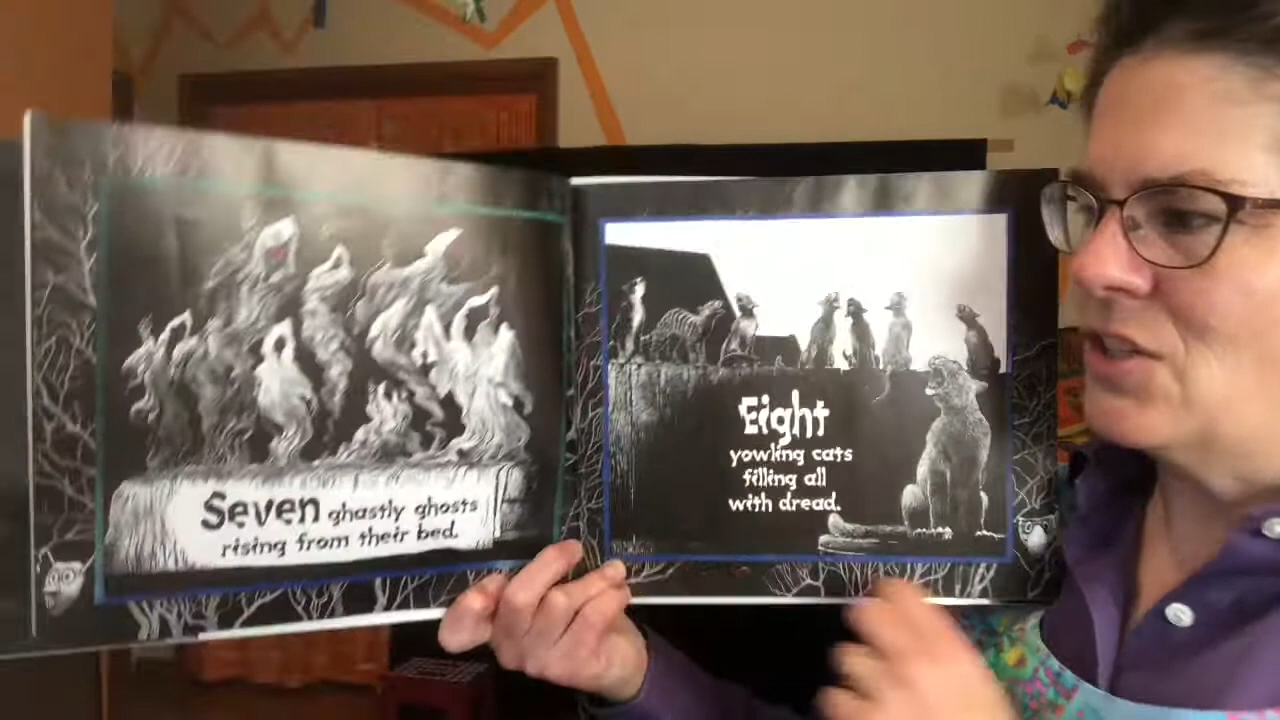 Seven ghastly ghosts
rising from their bed.
Eight
yowling cats
filling all
with dread.